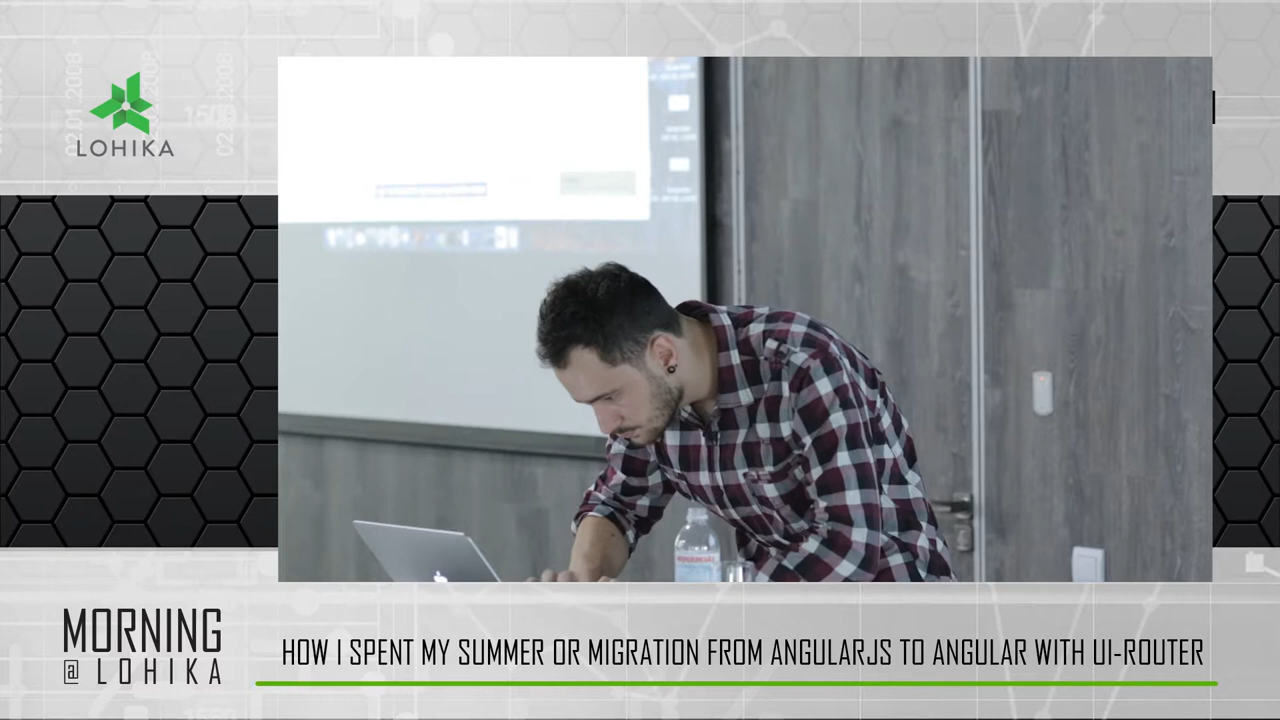 LOHIKA
MORNING
@ LOHIKA
HOW I SPENT MY SUMMER OR MIGRATION FROM ANGULARJS TO ANGULAR WITH UI-ROUTER